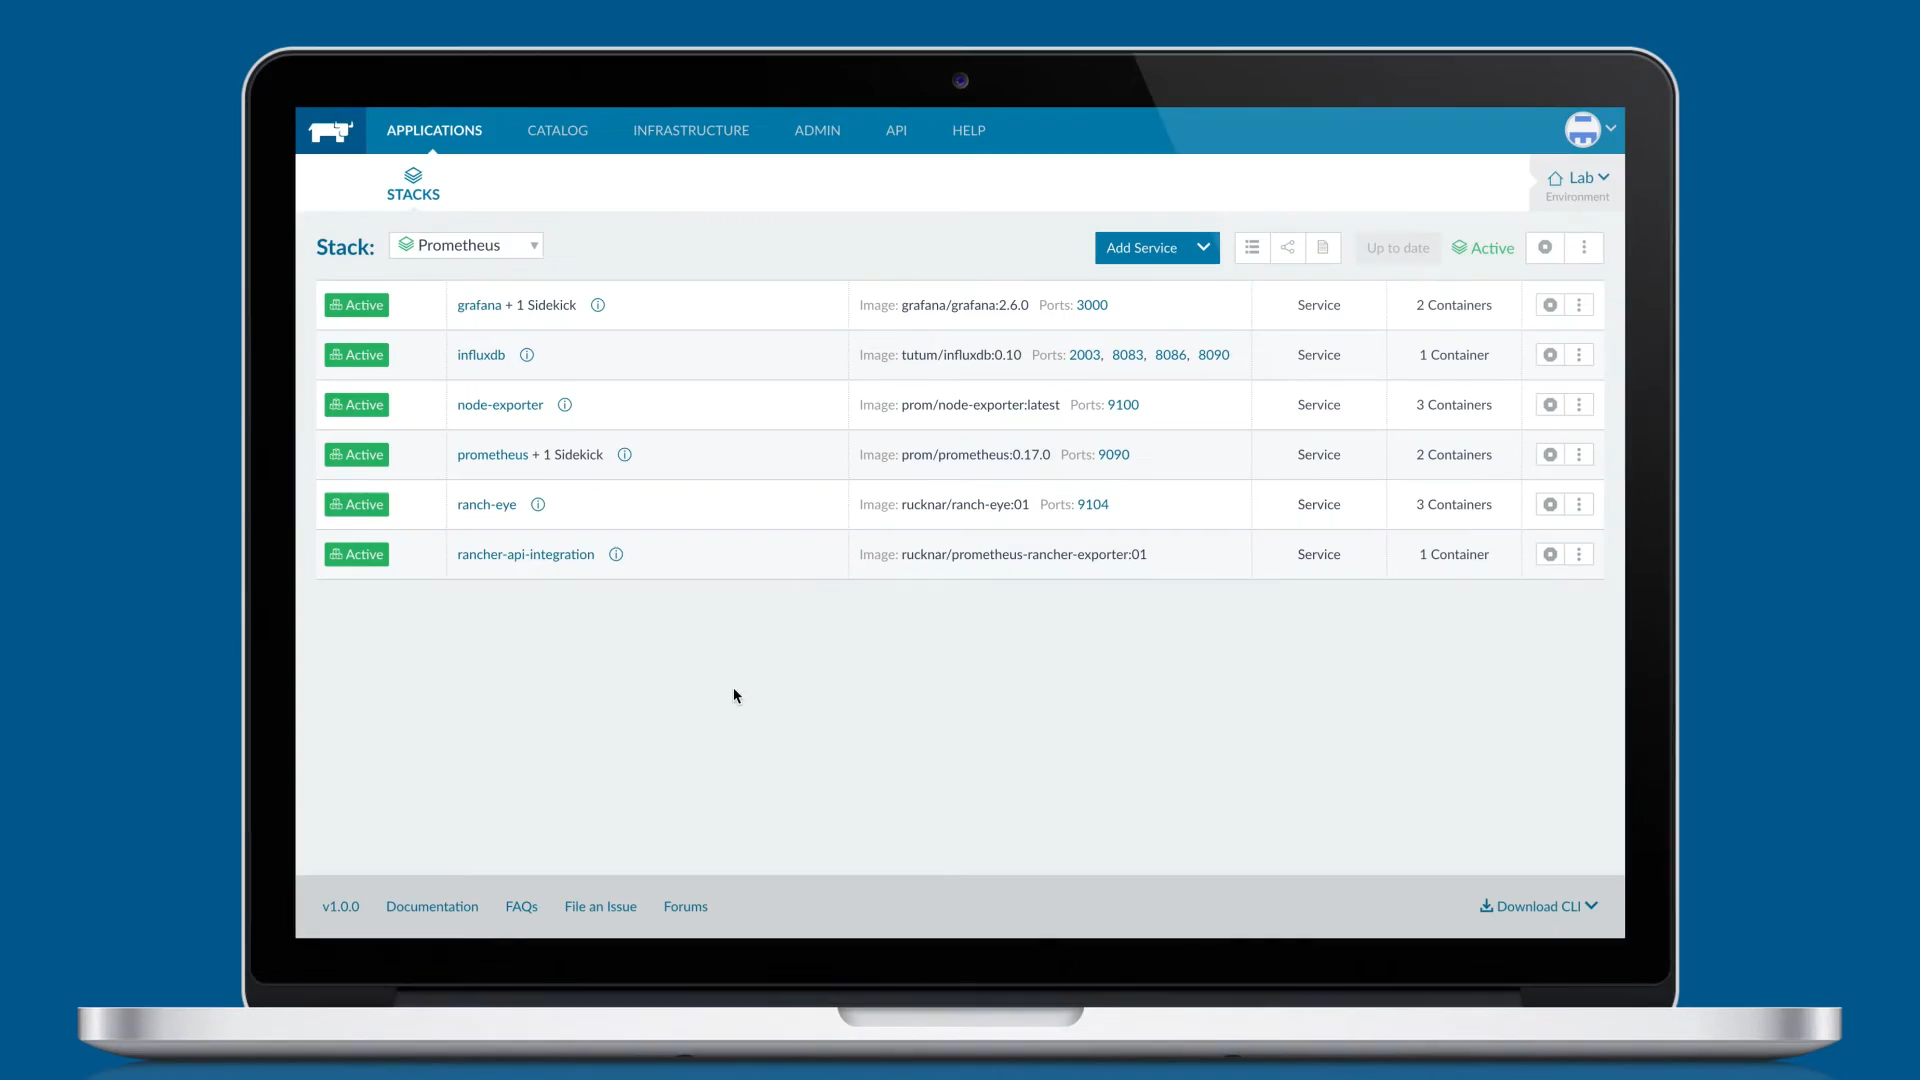 APPLICATIONS CATALOG INFRASTRUCTURE ADMIN API HELP
STACKS
Lab
Environment
Stack: Prometheus Add Service Up to date Active
Active grafana + 1 Sidekick Image: grafana/grafana:2.6.0 Ports: 3000 Service 2 Containers
Active influxdb Image: tutum/influxdb:0.10 Ports: 2003, 8083, 8086, 8090 Service 1 Container
Active node-exporter Image: prom/node-exporter:latest Ports: 9100 Service 3 Containers
Active prometheus + 1 Sidekick Image: prom/prometheus:0.17.0 Ports: 9090 Service 2 Containers
Active ranch-eye Image: rucknar/ranch-eye:01 Ports: 9104 Service 3 Containers
Active rancher-api-integration Image: rucknar/prometheus-rancher-exporter:01 Service 1 Container
v1.0.0 Documentation FAQs File an Issue Forums Download CLI